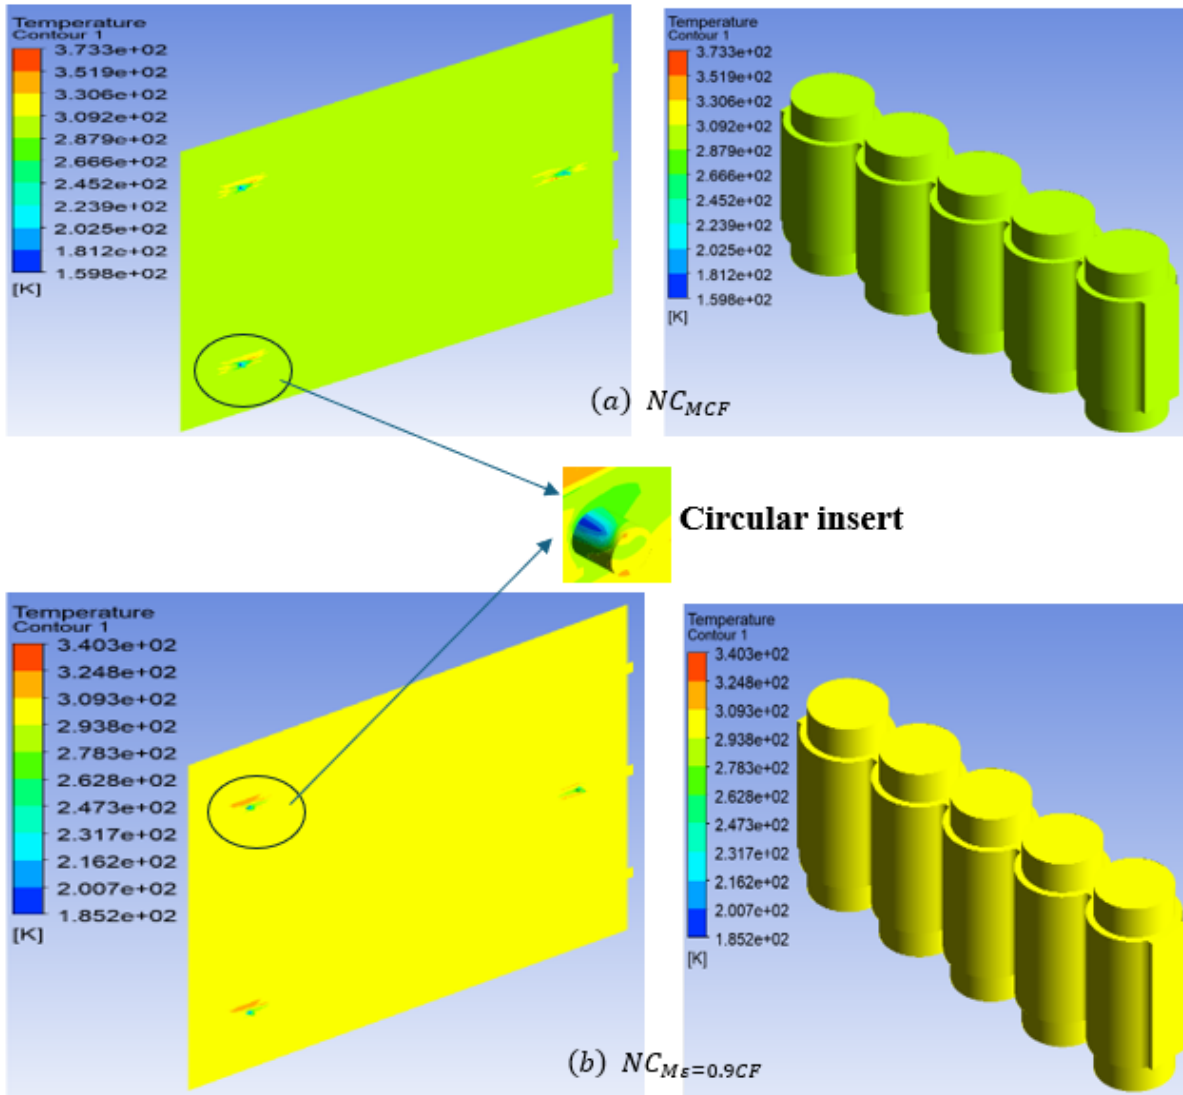 Temperature
Contour 1
3.733e+02
3.519e+02
3.306e+02
3.092e+02
2.879e+02
2.666e+02
2.452e+02
2.239e+02
2.025e+02
1.812e+02
1.598e+02
[K]
Temperature
Contour 1
3.733e+02
3.519e+02
3.306e+02
3.092e+02
2.879e+02
2.666e+02
2.452e+02
2.239e+02
2.025e+02
1.812e+02
1.598e+02
[K]
(a) NC_{MCF}
Circular insert
Temperature
Contour 1
3.403e+02
3.248e+02
3.093e+02
2.938e+02
2.783e+02
2.628e+02
2.473e+02
2.317e+02
2.162e+02
2.007e+02
1.852e+02
[K]
Temperature
Contour 1
3.403e+02
3.248e+02
3.093e+02
2.938e+02
2.783e+02
2.628e+02
2.473e+02
2.317e+02
2.162e+02
2.007e+02
1.852e+02
[K]
(b) NC_{Ms=0.9CF}